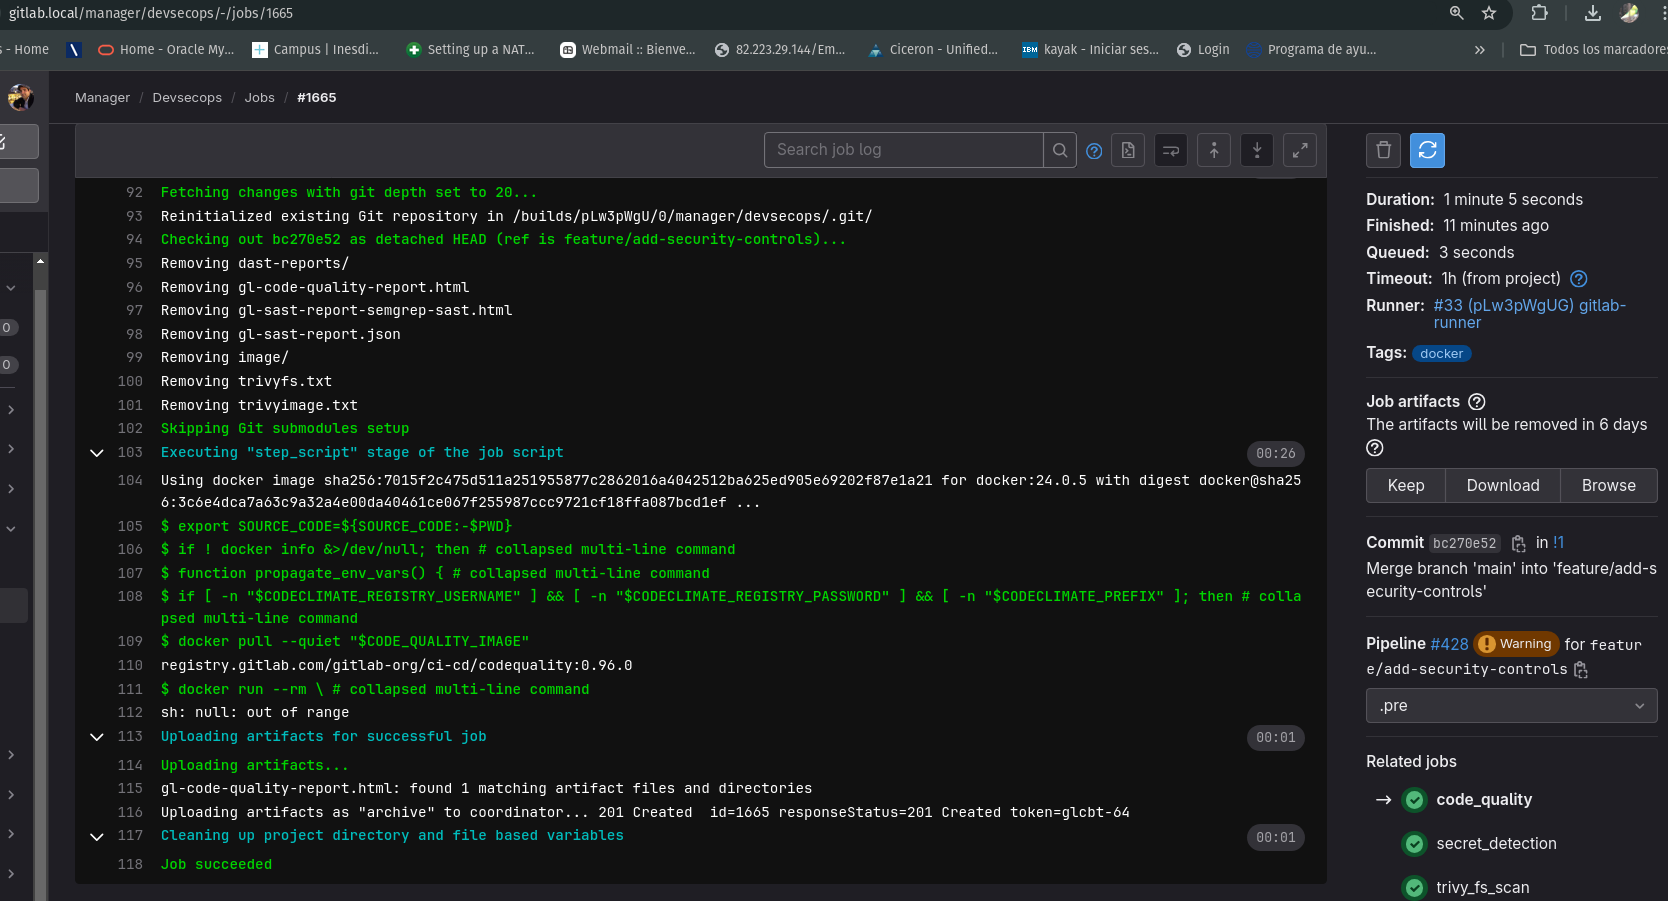 gitlab.local/manager/devsecops/-/jobs/1665
s - Home
Home - Oracle My...
Campus | Inesdi...
Setting up a NAT...
Webmail :: Bienve...
82.223.29.144/Em...
Ciceron - Unified...
IBM
kayak - Iniciar ses...
Login
Programa de ayu...
»
Todos los marcadores
Manager / Devsecops / Jobs / #1665
Search job log
92 Fetching changes with git depth set to 20...
93 Reinitialized existing Git repository in /builds/pLw3pWgU/0/manager/devsecops/.git/
94 Checking out bc270e52 as detached HEAD (ref is feature/add-security-controls)...
95 Removing dast-reports/
96 Removing gl-code-quality-report.html
97 Removing gl-sast-report-semgrep-sast.html
98 Removing gl-sast-report.json
99 Removing image/
100 Removing trivyfs.txt
101 Removing trivyimage.txt
102 Skipping Git submodules setup
103 Executing "step_script" stage of the job script 00:26
104 Using docker image sha256:7015f2c475d511a251955877c2862016a4042512ba625ed905e69202f87e1a21 for docker:24.0.5 with digest docker@sha25
6:3c6e4dca7a63c9a32a4e00da40461ce067f255987ccc9721cf18ffa087bcd1ef ...
105 $ export SOURCE_CODE=${SOURCE_CODE:-$PWD}
106 $ if ! docker info &>/dev/null; then # collapsed multi-line command
107 $ function propagate_env_vars() { # collapsed multi-line command
108 $ if [ -n "$CODECLIMATE_REGISTRY_USERNAME" ] && [ -n "$CODECLIMATE_REGISTRY_PASSWORD" ] && [ -n "$CODECLIMATE_PREFIX" ]; then # colla
psed multi-line command
109 $ docker pull --quiet "$CODE_QUALITY_IMAGE"
110 registry.gitlab.com/gitlab-org/ci-cd/codequality:0.96.0
111 $ docker run --rm \ # collapsed multi-line command
112 sh: null: out of range
113 Uploading artifacts for successful job 00:01
114 Uploading artifacts...
115 gl-code-quality-report.html: found 1 matching artifact files and directories
116 Uploading artifacts as "archive" to coordinator... 201 Created  id=1665 responseStatus=201 Created token=glcbt-64
117 Cleaning up project directory and file based variables 00:01
118 Job succeeded
0
0
Duration: 1 minute 5 seconds
Finished: 11 minutes ago
Queued: 3 seconds
Timeout: 1h (from project)
Runner: #33 (pLw3pWgUG) gitlab-
runner
Tags: docker
Job artifacts
The artifacts will be removed in 6 days
Keep
Download
Browse
Commit bc270e52 in !1
Merge branch 'main' into 'feature/add-s
ecurity-controls'
Pipeline #428 Warning for featur
e/add-security-controls
.pre
Related jobs
→ code_quality
secret_detection
trivy_fs_scan